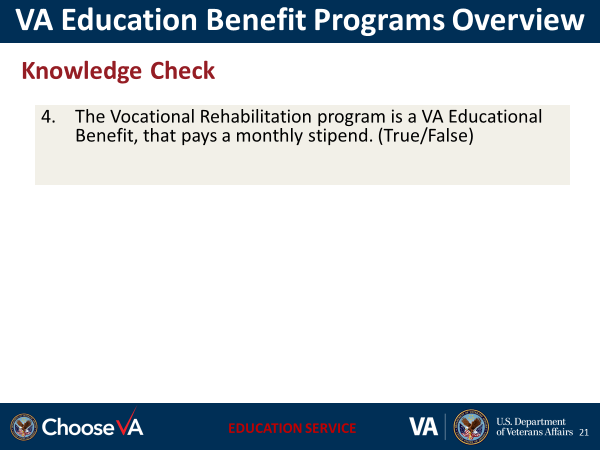 VA Education Benefit Programs Overview
Knowledge Check
4. The Vocational Rehabilitation program is a VA Educational
Benefit, that pays a monthly stipend. (True/False)
ChooseVA
EDUCATION SERVICE
VA
U.S. Department
of Veterans Affairs
21